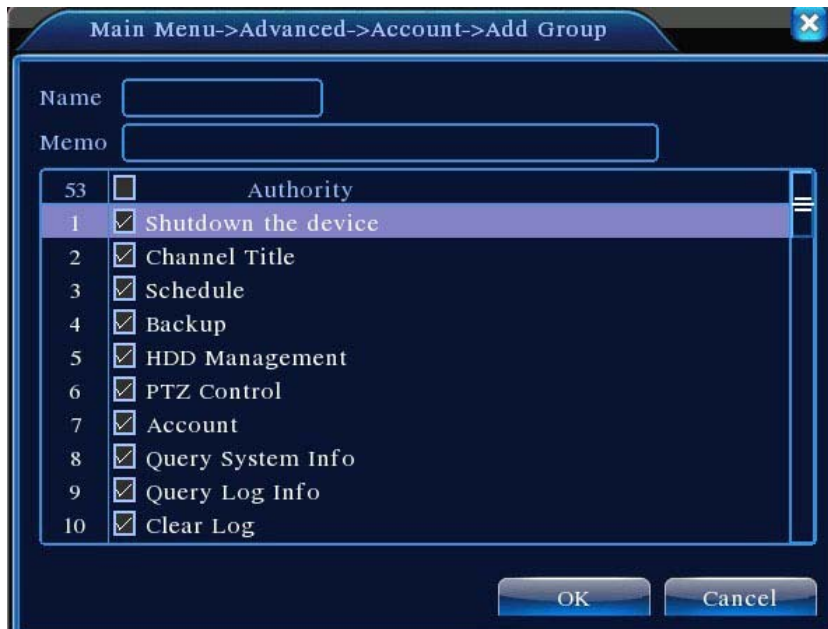 Main Menu->Advanced->Account->Add Group
Name
Memo
53 Authority
1 Shutdown the device
2 Channel Title
3 Schedule
4 Backup
5 HDD Management
6 PTZ Control
7 Account
8 Query System Info
9 Query Log Info
10 Clear Log
OK Cancel